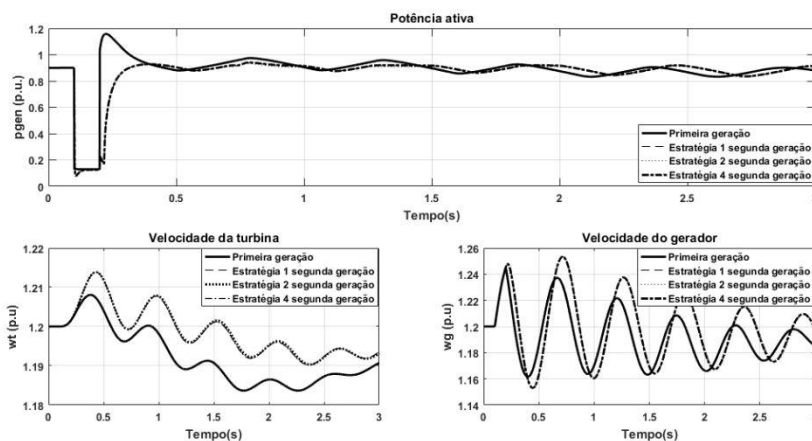 Potência ativa
pgen (p.u.)
1.2
1
0.8
0.6
0.4
0.2
0
0
0.5
1
1.5
2
2.5
3
Tempo(s)
Primeira geração
Estratégia 1 segunda geração
Estratégia 2 segunda geração
Estratégia 4 segunda geração
Velocidade da turbina
wt (p.u)
1.22
1.21
1.2
1.19
1.18
0
0.5
1
1.5
2
2.5
3
Tempo(s)
Primeira geração
Estratégia 1 segunda geração
Estratégia 2 segunda geração
Estratégia 4 segunda geração
Velocidade do gerador
wg (p.u)
1.26
1.24
1.22
1.2
1.18
1.16
1.14
0
0.5
1
1.5
2
2.5
3
Tempo(s)
Primeira geração
Estratégia 1 segunda geração
Estratégia 2 segunda geração
Estratégia 4 segunda geração